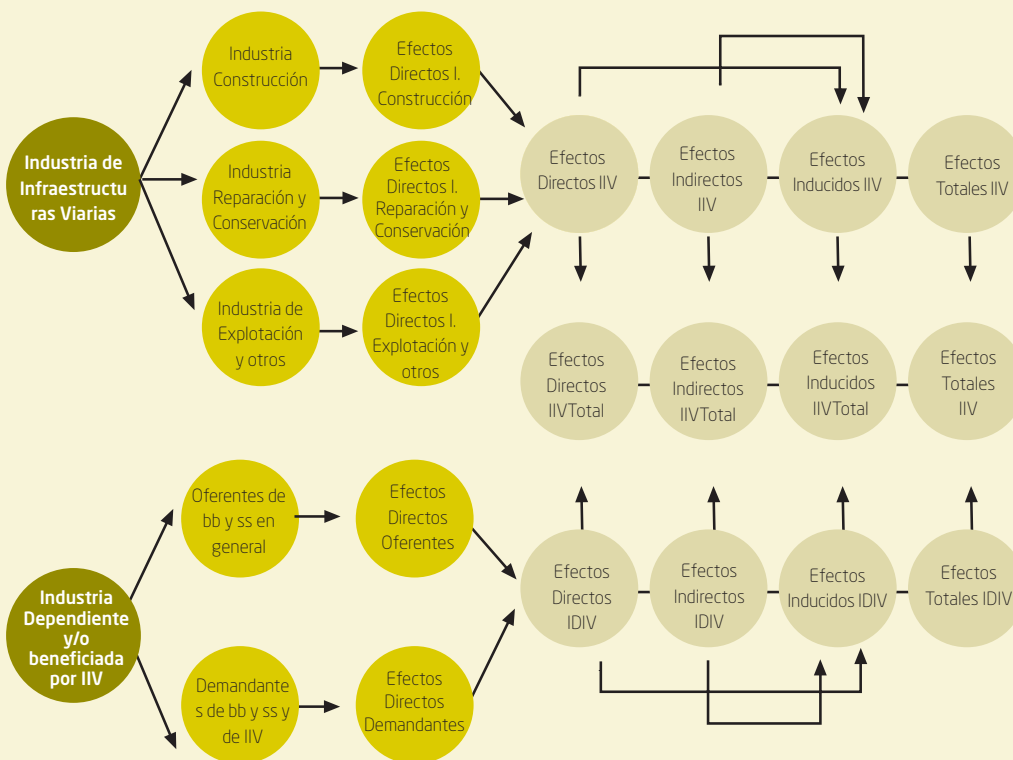 Industria de
Infraestructu
ras Viarias
Industria
Construcción
Efectos
Directos I.
Construcción
Industria
Reparación y
Conservación
Efectos
Directos I.
Reparación y
Conservación
Industria de
Explotación
y otros
Efectos
Directos I.
Explotación y
otros
Efectos
Directos IIV
Efectos
Indirectos
IIV
Efectos
Inducidos IIV
Efectos
Totales IIV
Efectos
Directos
IIVTotal
Efectos
Indirectos
IIVTotal
Efectos
Inducidos
IIVTotal
Efectos
Totales
IIV
Industria
Dependiente
y/o
beneficiada
por IIV
Oferentes de
bb y ss en
general
Efectos
Directos
Oferentes
Demandante
s de bb y ss y
de IIV
Efectos
Directos
Demandantes
Efectos
Directos
IDIV
Efectos
Indirectos
IDIV
Efectos
Inducidos IDIV
Efectos
Totales IDIV